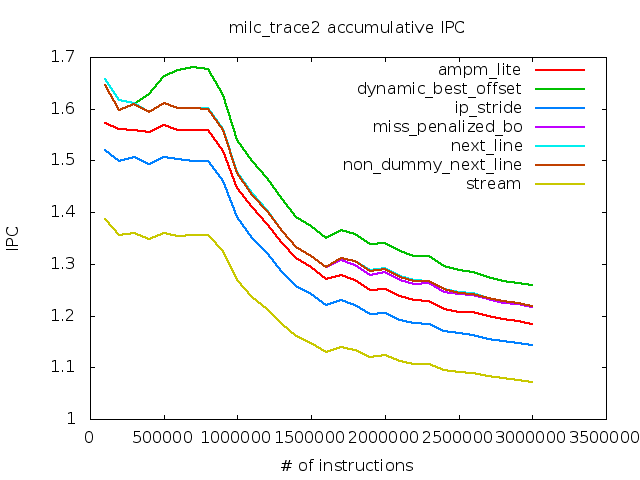 milc_trace2 accumulative IPC
1.7
1.6
1.5
1.4
1.3
1.2
1.1
1
IPC
ampm_lite
dynamic_best_offset
ip_stride
miss_penalized_bo
next_line
non_dummy_next_line
stream
0 500000 1000000 1500000 2000000 2500000 3000000 3500000
# of instructions